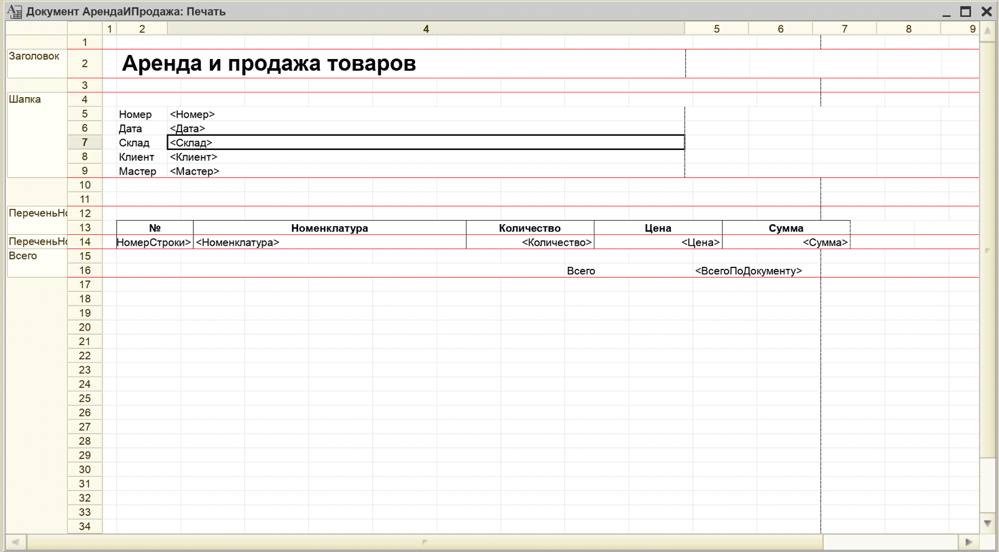 Документ АрендаИПродажа: Печать
1 2 4 5 6 7 8 9
1
Заголовок 2 Аренда и продажа товаров
3
Шапка 4
5 Номер <Номер>
6 Дата <Дата>
7 Склад <Склад>
8 Клиент <Клиент>
9 Мастер <Мастер>
10
11
ПереченьНо 12
13 № Номенклатура Количество Цена Сумма
ПереченьНо 14 НомерСтроки> <Номенклатура> <Количество> <Цена> <Сумма>
Всего 15
16 Всего <ВсегоПоДокументу>
17
18
19
20
21
22
23
24
25
26
27
28
29
30
31
32
33
34